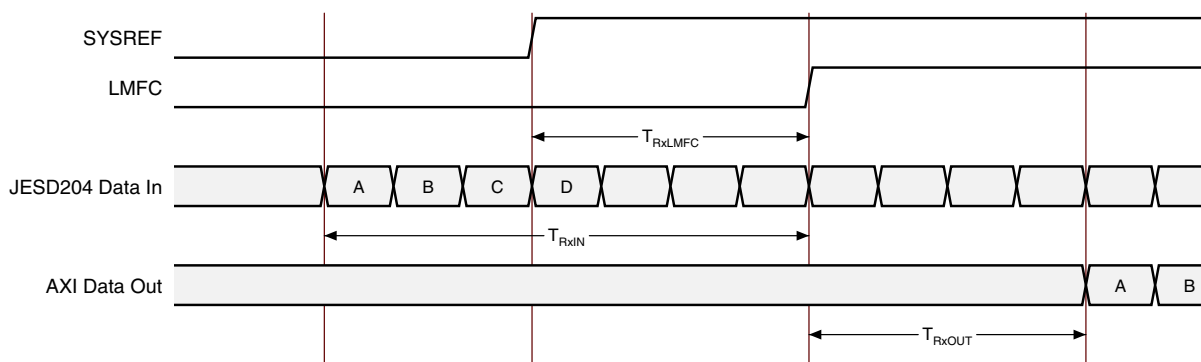 SYSREF
LMFC
T_RxLMFC
JESD204 Data In A B C D
T_RxIN
AXI Data Out A B
T_RxOUT